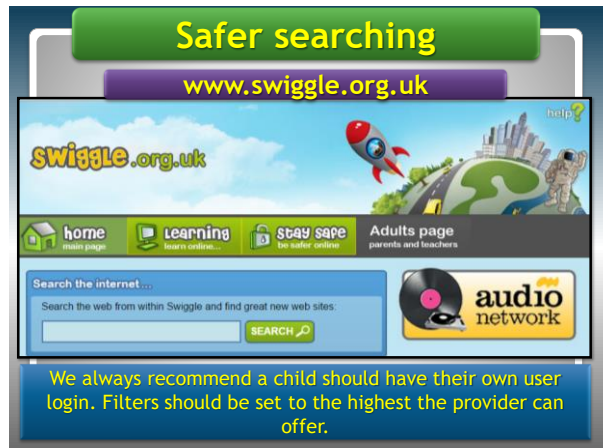 Safer searching
www.swiggle.org.uk
help?
swiggle.org.uk
home
main page
Learning
learn online...
Stay Safe
be safer online
Adults page
parents and teachers
Search the internet...
Search the web from within Swiggle and find great new web sites:
SEARCH
audio
network
We always recommend a child should have their own user
login. Filters should be set to the highest the provider can
offer.